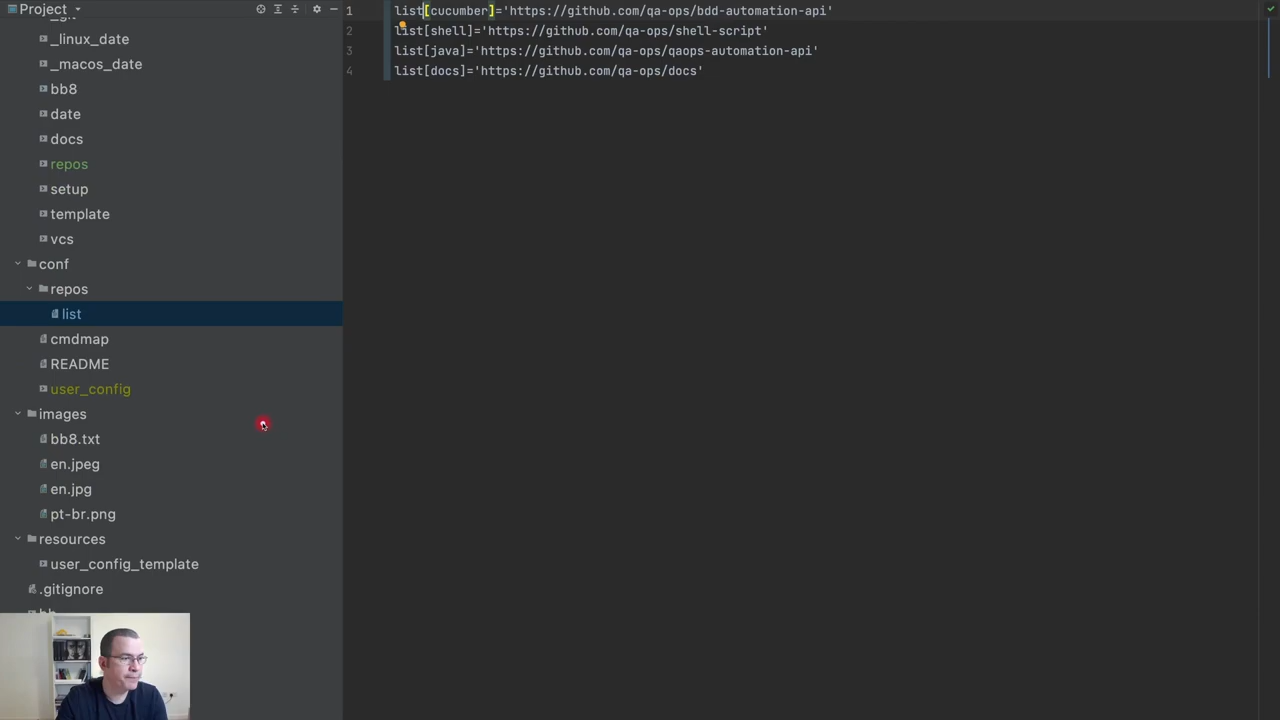 Project
_git
_linux_date
_macos_date
bb8
date
docs
repos
setup
template
vcs
conf
repos
list
cmdmap
README
user_config
images
bb8.txt
en.jpeg
en.jpg
pt-br.png
resources
user_config_template
.gitignore
bb
1 list[cucumber]='https://github.com/qa-ops/bdd-automation-api'
2 list[shell]='https://github.com/qa-ops/shell-script'
3 list[java]='https://github.com/qa-ops/qaops-automation-api'
4 list[docs]='https://github.com/qa-ops/docs'